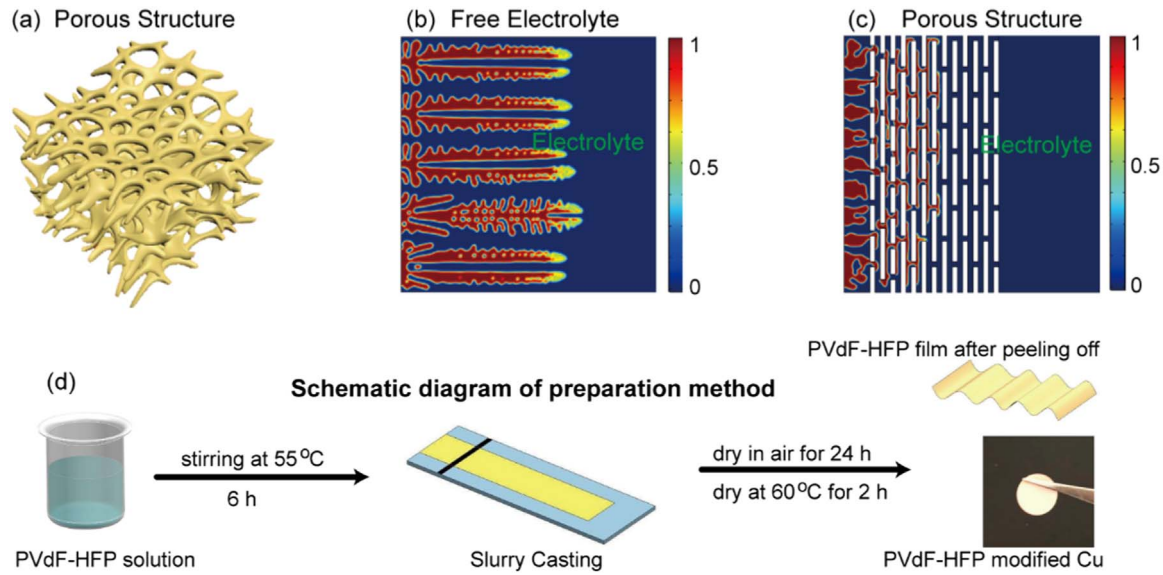 (a) Porous Structure
(b) Free Electrolyte
Electrolyte
1
0.5
0
(c) Porous Structure
Electrolyte
1
0.5
0
(d)
Schematic diagram of preparation method
PVdF-HFP solution
stirring at 55°C
6 h
Slurry Casting
dry in air for 24 h
dry at 60°C for 2 h
PVdF-HFP film after peeling off
PVdF-HFP modified Cu